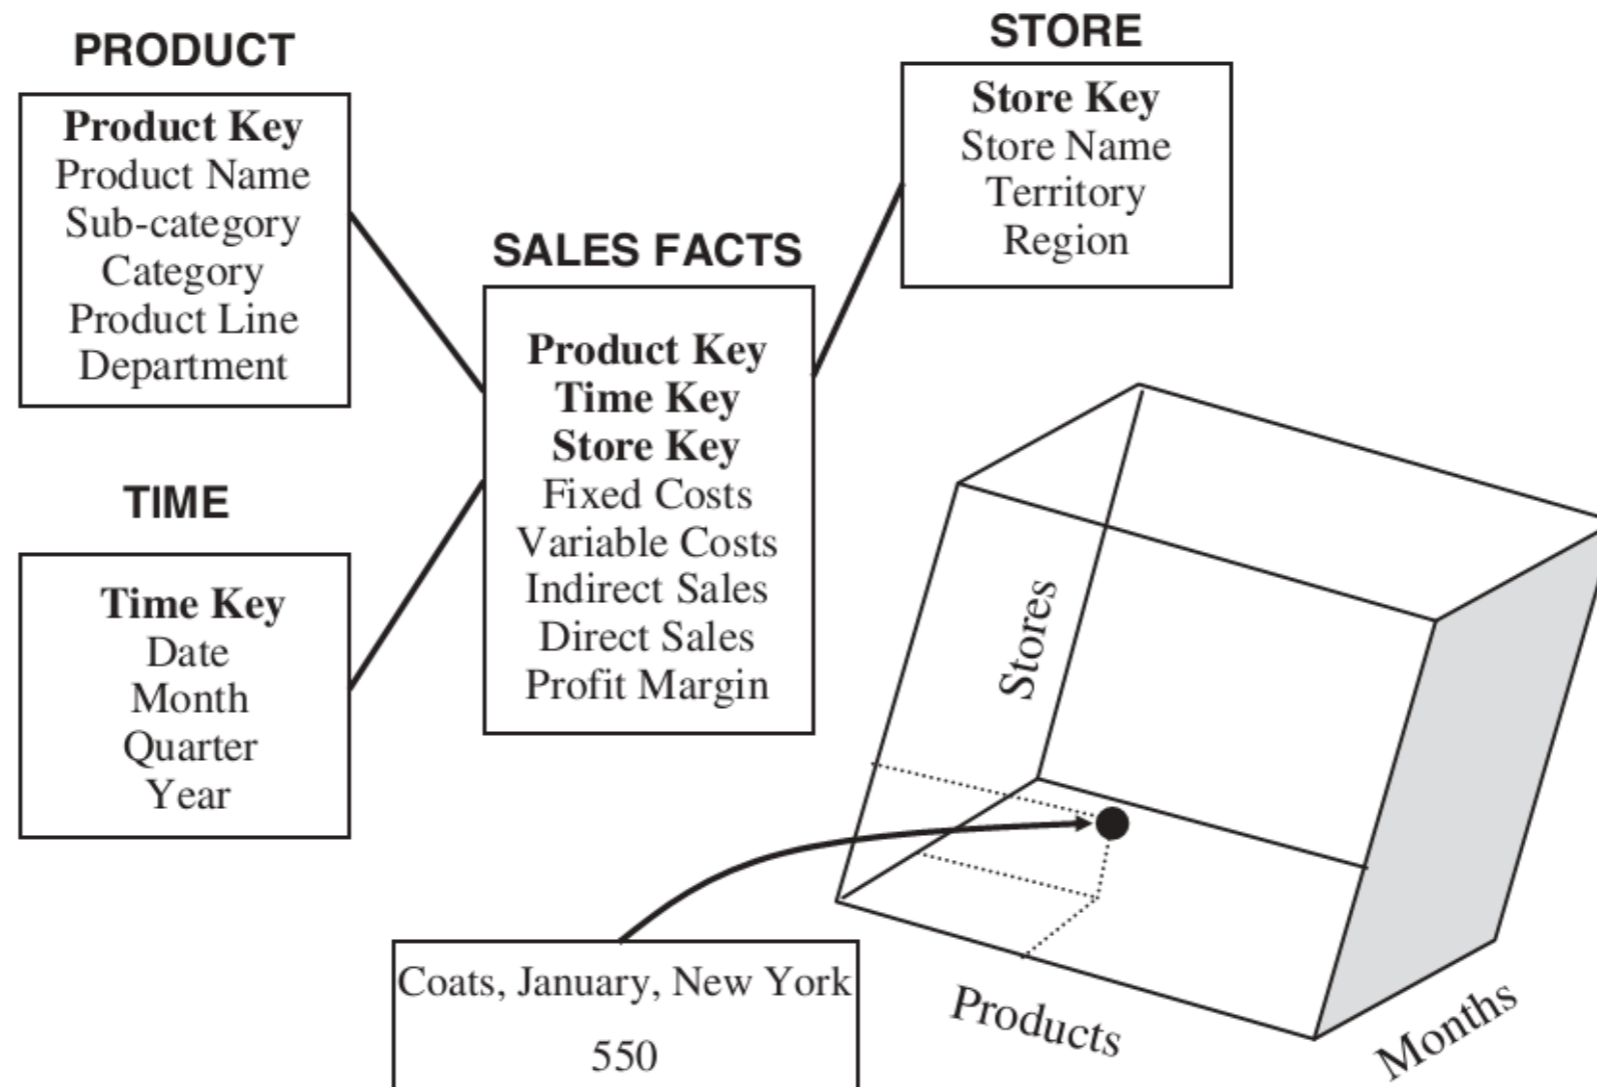 PRODUCT
Product Key
Product Name
Sub-category
Category
Product Line
Department
STORE
Store Key
Store Name
Territory
Region
SALES FACTS
Product Key
Time Key
Store Key
Fixed Costs
Variable Costs
Indirect Sales
Direct Sales
Profit Margin
TIME
Time Key
Date
Month
Quarter
Year
Stores
Products
Months
Coats, January, New York
550